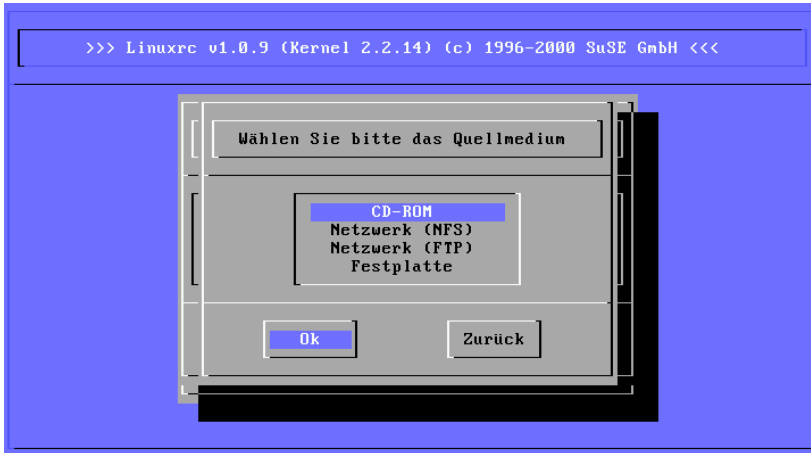 >>> Linuxrc v1.0.9 (Kernel 2.2.14) (c) 1996-2000 SuSE GmbH <<<
Wählen Sie bitte das Quellmedium
CD-ROM
Netzwerk (NFS)
Netzwerk (FTP)
Festplatte
Ok Zurück